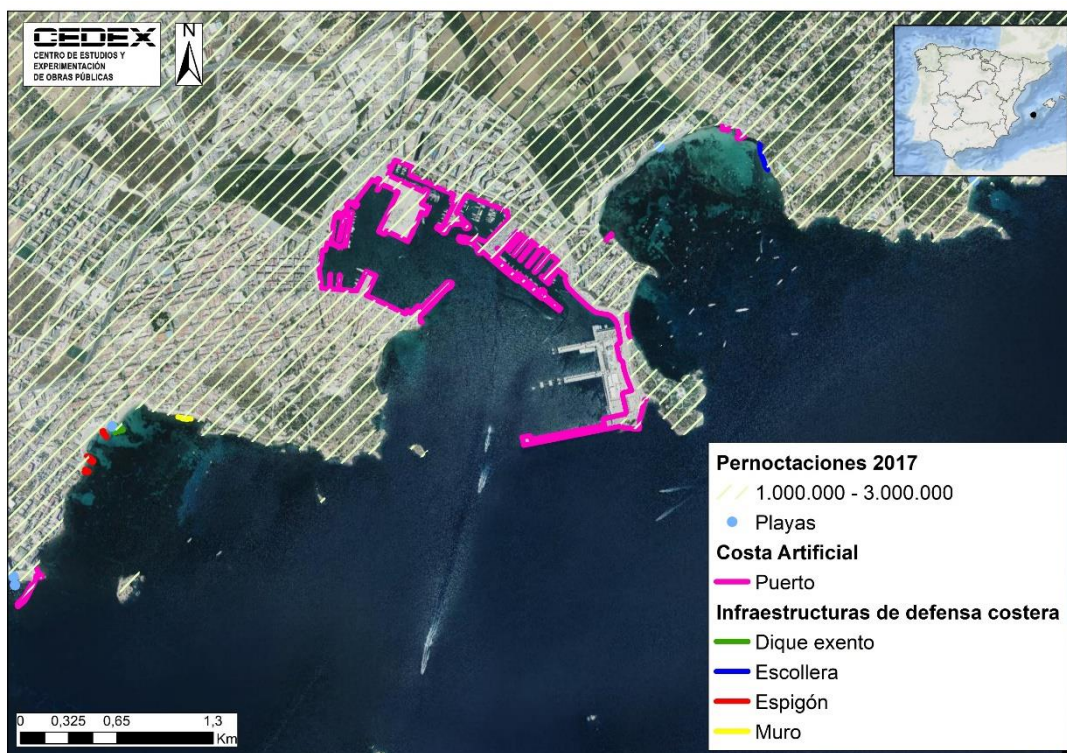 CEDEX
CENTRO DE ESTUDIOS Y
EXPERIMENTACIÓN
DE OBRAS PÚBLICAS
N
Pernoctaciones 2017
1.000.000 - 3.000.000
Playas
Costa Artificial
Puerto
Infraestructuras de defensa costera
Dique exento
Escollera
Espigón
Muro
0 0,325 0,65 1,3
Km